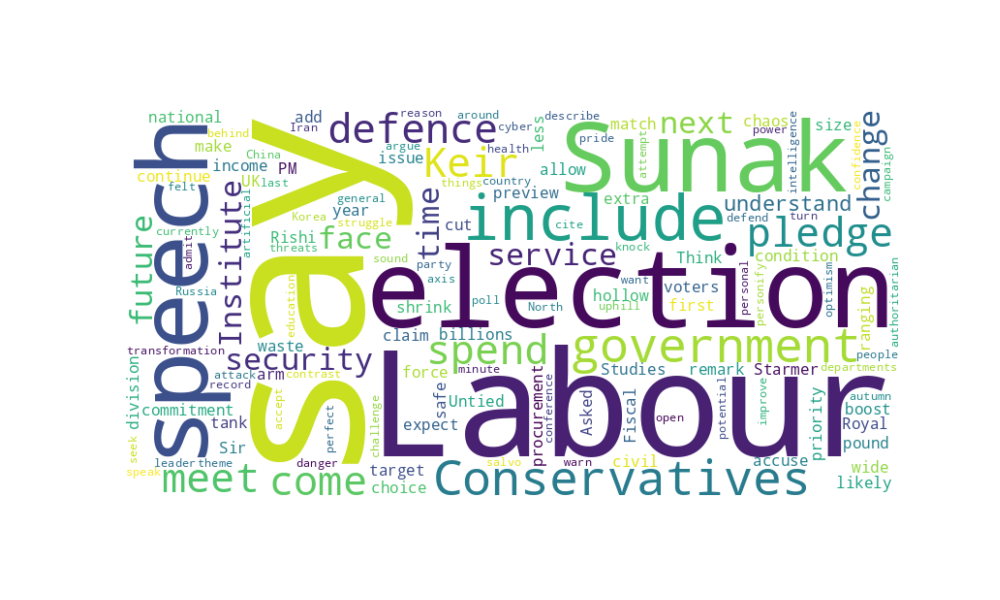 national
reason
around
describe
add
behind
Iran
cyber
less
match
next
chaos
size
power
pride
defence
Sunak
make
argue
health
issue
attempt
intelligence
confidence
change
China
income
PM
Keir
allow
campaign
continue
UK
last
things
country
extra
understand
felt
general
preview
defend
turn
speech
say
Institute
artificial
year
Korea
struggle
time
cut
include
cite
pledge
currently
Rishi
face
knock
admit
threats
sound
service
Think
condition
future
party
want
personal
axis
uphill
voters
personify
optimism
authoritarian
Russia
education
poll
North
hollow
first
ranging
shrink
election
claim
billions
waste
transformation
security
spend
government
people
division
attack
arm
contrast
force
minute
Studies
remark
Starmer
departments
record
accept
safe
procurement
conference
Asked
Fiscal
open
potential
improve
priority
autumn
commitment
tank
perfect
challenge
expect
Untied
Labour
boost
Royal
seek
Sir
pound
leader
theme
danger
target
salvo
warn
civil
accuse
wide
speak
meet
come
choice
Conservatives
likely